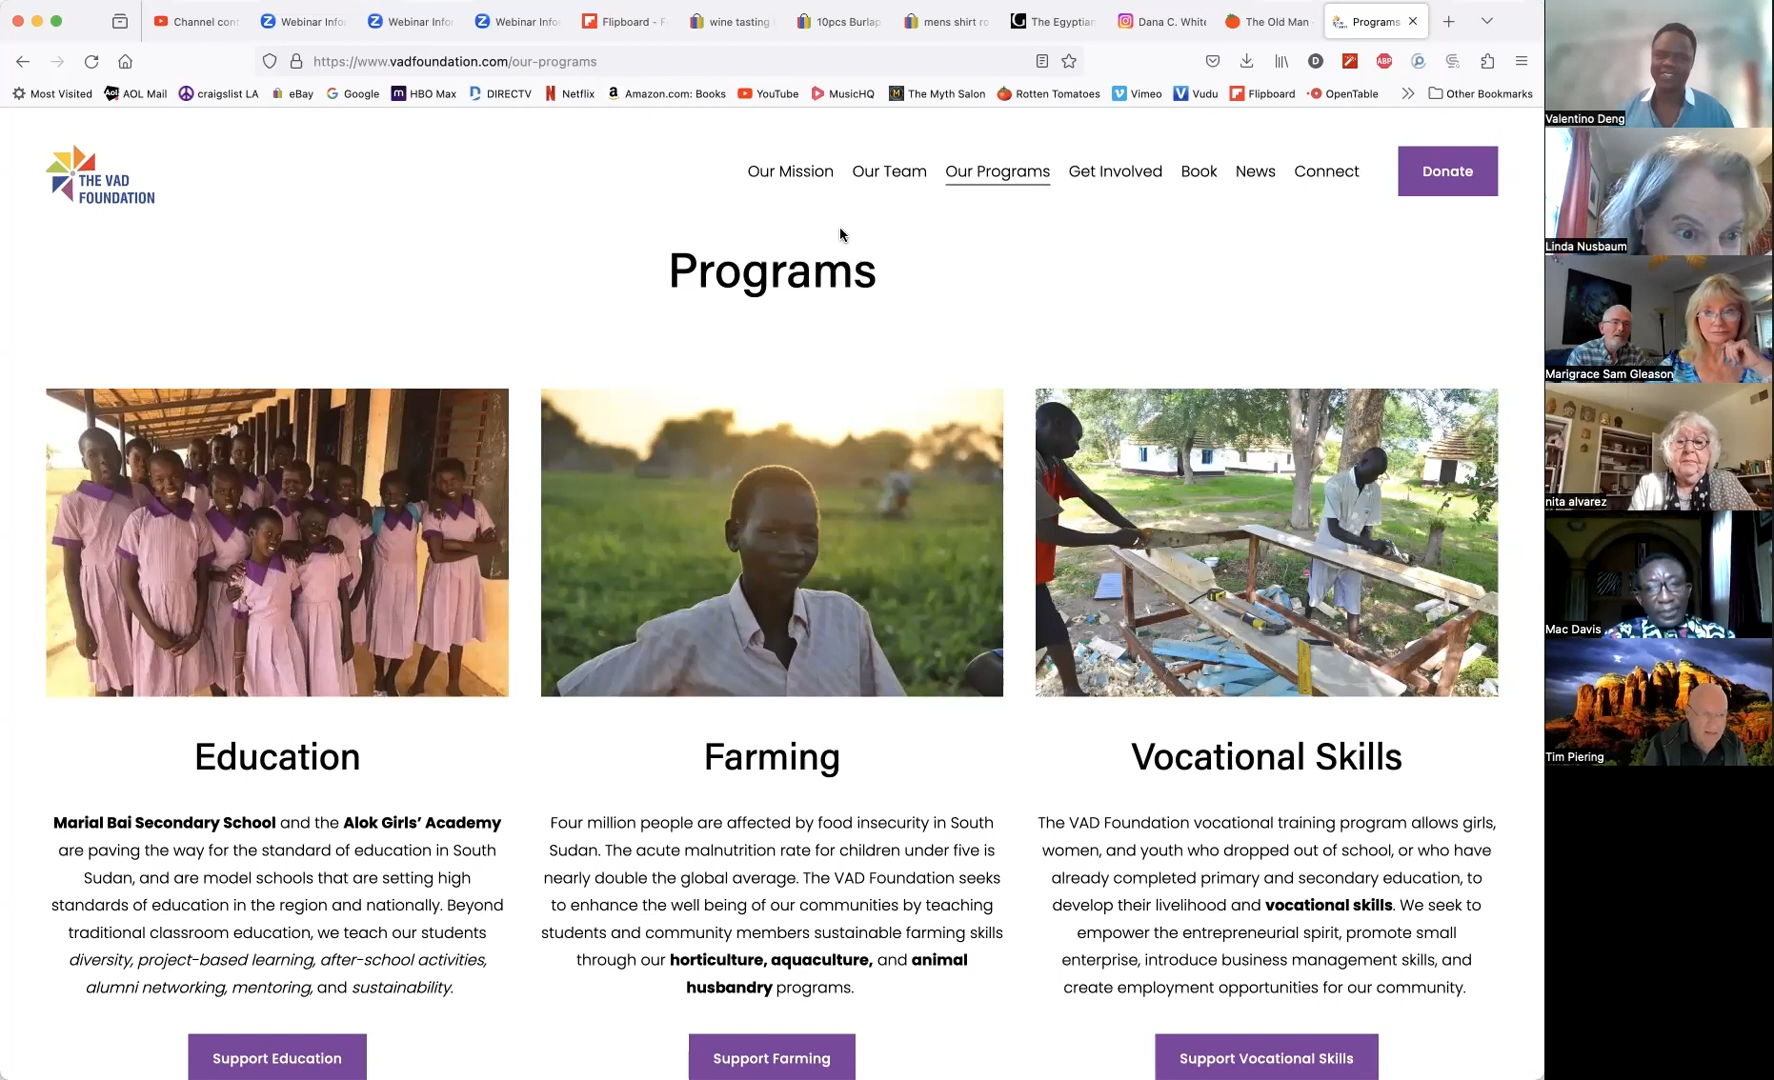 Channel con
Webinar Info
Webinar Info
Webinar Info
Flipboard - F
wine tasting
10pcs Burlap
mens shirt ro
The Egyptian
Dana C. White
The Old Man
Programs
https://www.vadfoundation.com/our-programs
Most Visited
AOL Mail
craigslist LA
eBay
Google
HBO Max
DIRECTV
Netflix
Amazon.com: Books
YouTube
MusicHQ
The Myth Salon
Rotten Tomatoes
Vimeo
Vudu
Flipboard
OpenTable
Other Bookmarks
THE VAD
FOUNDATION
Our Mission
Our Team
Our Programs
Get Involved
Book
News
Connect
Donate
Programs
Education
Marial Bai Secondary School and the Alok Girls’ Academy
are paving the way for the standard of education in South
Sudan, and are model schools that are setting high
standards of education in the region and nationally. Beyond
traditional classroom education, we teach our students
diversity, project-based learning, after-school activities,
alumni networking, mentoring, and sustainability.
Support Education
Farming
Four million people are affected by food insecurity in South
Sudan. The acute malnutrition rate for children under five is
nearly double the global average. The VAD Foundation seeks
to enhance the well being of our communities by teaching
students and community members sustainable farming skills
through our horticulture, aquaculture, and animal
husbandry programs.
Support Farming
Vocational Skills
The VAD Foundation vocational training program allows girls,
women, and youth who dropped out of school, or who have
already completed primary and secondary education, to
develop their livelihood and vocational skills. We seek to
empower the entrepreneurial spirit, promote small
enterprise, introduce business management skills, and
create employment opportunities for our community.
Support Vocational Skills
Valentino Deng
Linda Nusbaum
Marigrace Sam Gleason
nita alvarez
Mac Davis
Tim Piering